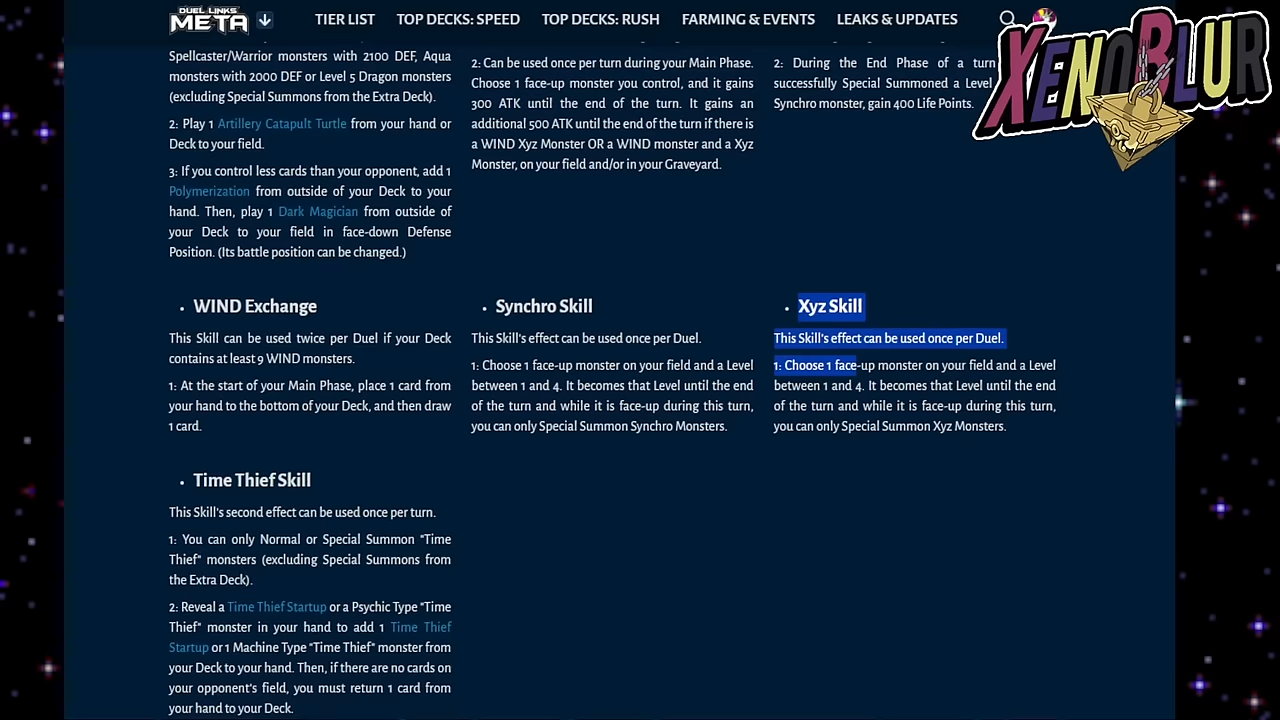 DUEL LINKS
META
TIER LIST
TOP DECKS: SPEED
TOP DECKS: RUSH
FARMING & EVENTS
LEAKS & UPDATES
XENOBLUR
Spellcaster/Warrior monsters with 2100 DEF, Aqua
monsters with 2000 DEF or Level 5 Dragon monsters
(excluding Special Summons from the Extra Deck).
2: Play 1 Artillery Catapult Turtle from your hand or
Deck to your field.
3: If you control less cards than your opponent, add 1
Polymerization from outside of your Deck to your
hand. Then, play 1 Dark Magician from outside of
your Deck to your field in face-down Defense
Position. (Its battle position can be changed.)
2: Can be used once per turn during your Main Phase.
Choose 1 face-up monster you control, and it gains
300 ATK until the end of the turn. It gains an
additional 500 ATK until the end of the turn if there is
a WIND Xyz Monster OR a WIND monster and a Xyz
Monster, on your field and/or in your Graveyard.
2: During the End Phase of a turn
successfully Special Summoned a Level
Synchro monster, gain 400 Life Points.
• WIND Exchange
This Skill can be used twice per Duel if your Deck
contains at least 9 WIND monsters.
1: At the start of your Main Phase, place 1 card from
your hand to the bottom of your Deck, and then draw
1 card.
• Synchro Skill
This Skill's effect can be used once per Duel.
1: Choose 1 face-up monster on your field and a Level
between 1 and 4. It becomes that Level until the end
of the turn and while it is face-up during this turn,
you can only Special Summon Synchro Monsters.
• Xyz Skill
This Skill's effect can be used once per Duel.
1: Choose 1 face-up monster on your field and a Level
between 1 and 4. It becomes that Level until the end
of the turn and while it is face-up during this turn,
you can only Special Summon Xyz Monsters.
• Time Thief Skill
This Skill's second effect can be used once per turn.
1: You can only Normal or Special Summon "Time
Thief" monsters (excluding Special Summons from
the Extra Deck).
2: Reveal a Time Thief Startup or a Psychic Type "Time
Thief" monster in your hand to add 1 Time Thief
Startup or 1 Machine Type "Time Thief" monster from
your Deck to your hand. Then, if there are no cards on
your opponent's field, you must return 1 card from
your hand to your Deck.